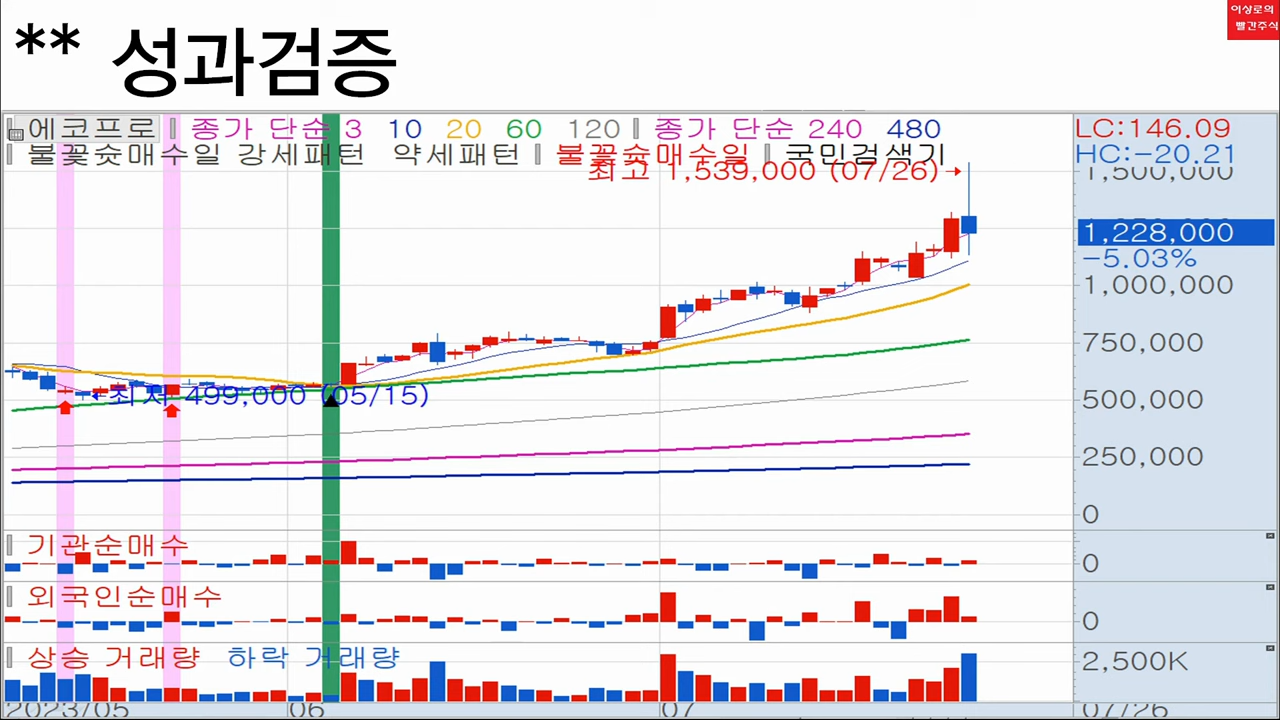 이상로의
빨간주식
** 성과검증
에코프로 종가 단순 3 10 20 60 120 종가 단순 240 480
LC:146.09
불꽃슛매수일 강세패턴 약세패턴 불꽃슛매수일 국민검색기
HC:-20.21
최고 1,539,000 (07/26)
1,500,000
1,228,000
-5.03%
1,000,000
750,000
최저 499,000 (05/15)
500,000
250,000
0
기관순매수
0
외국인순매수
0
상승 거래량 하락 거래량
2,500K
2023/05 06 07 07/26